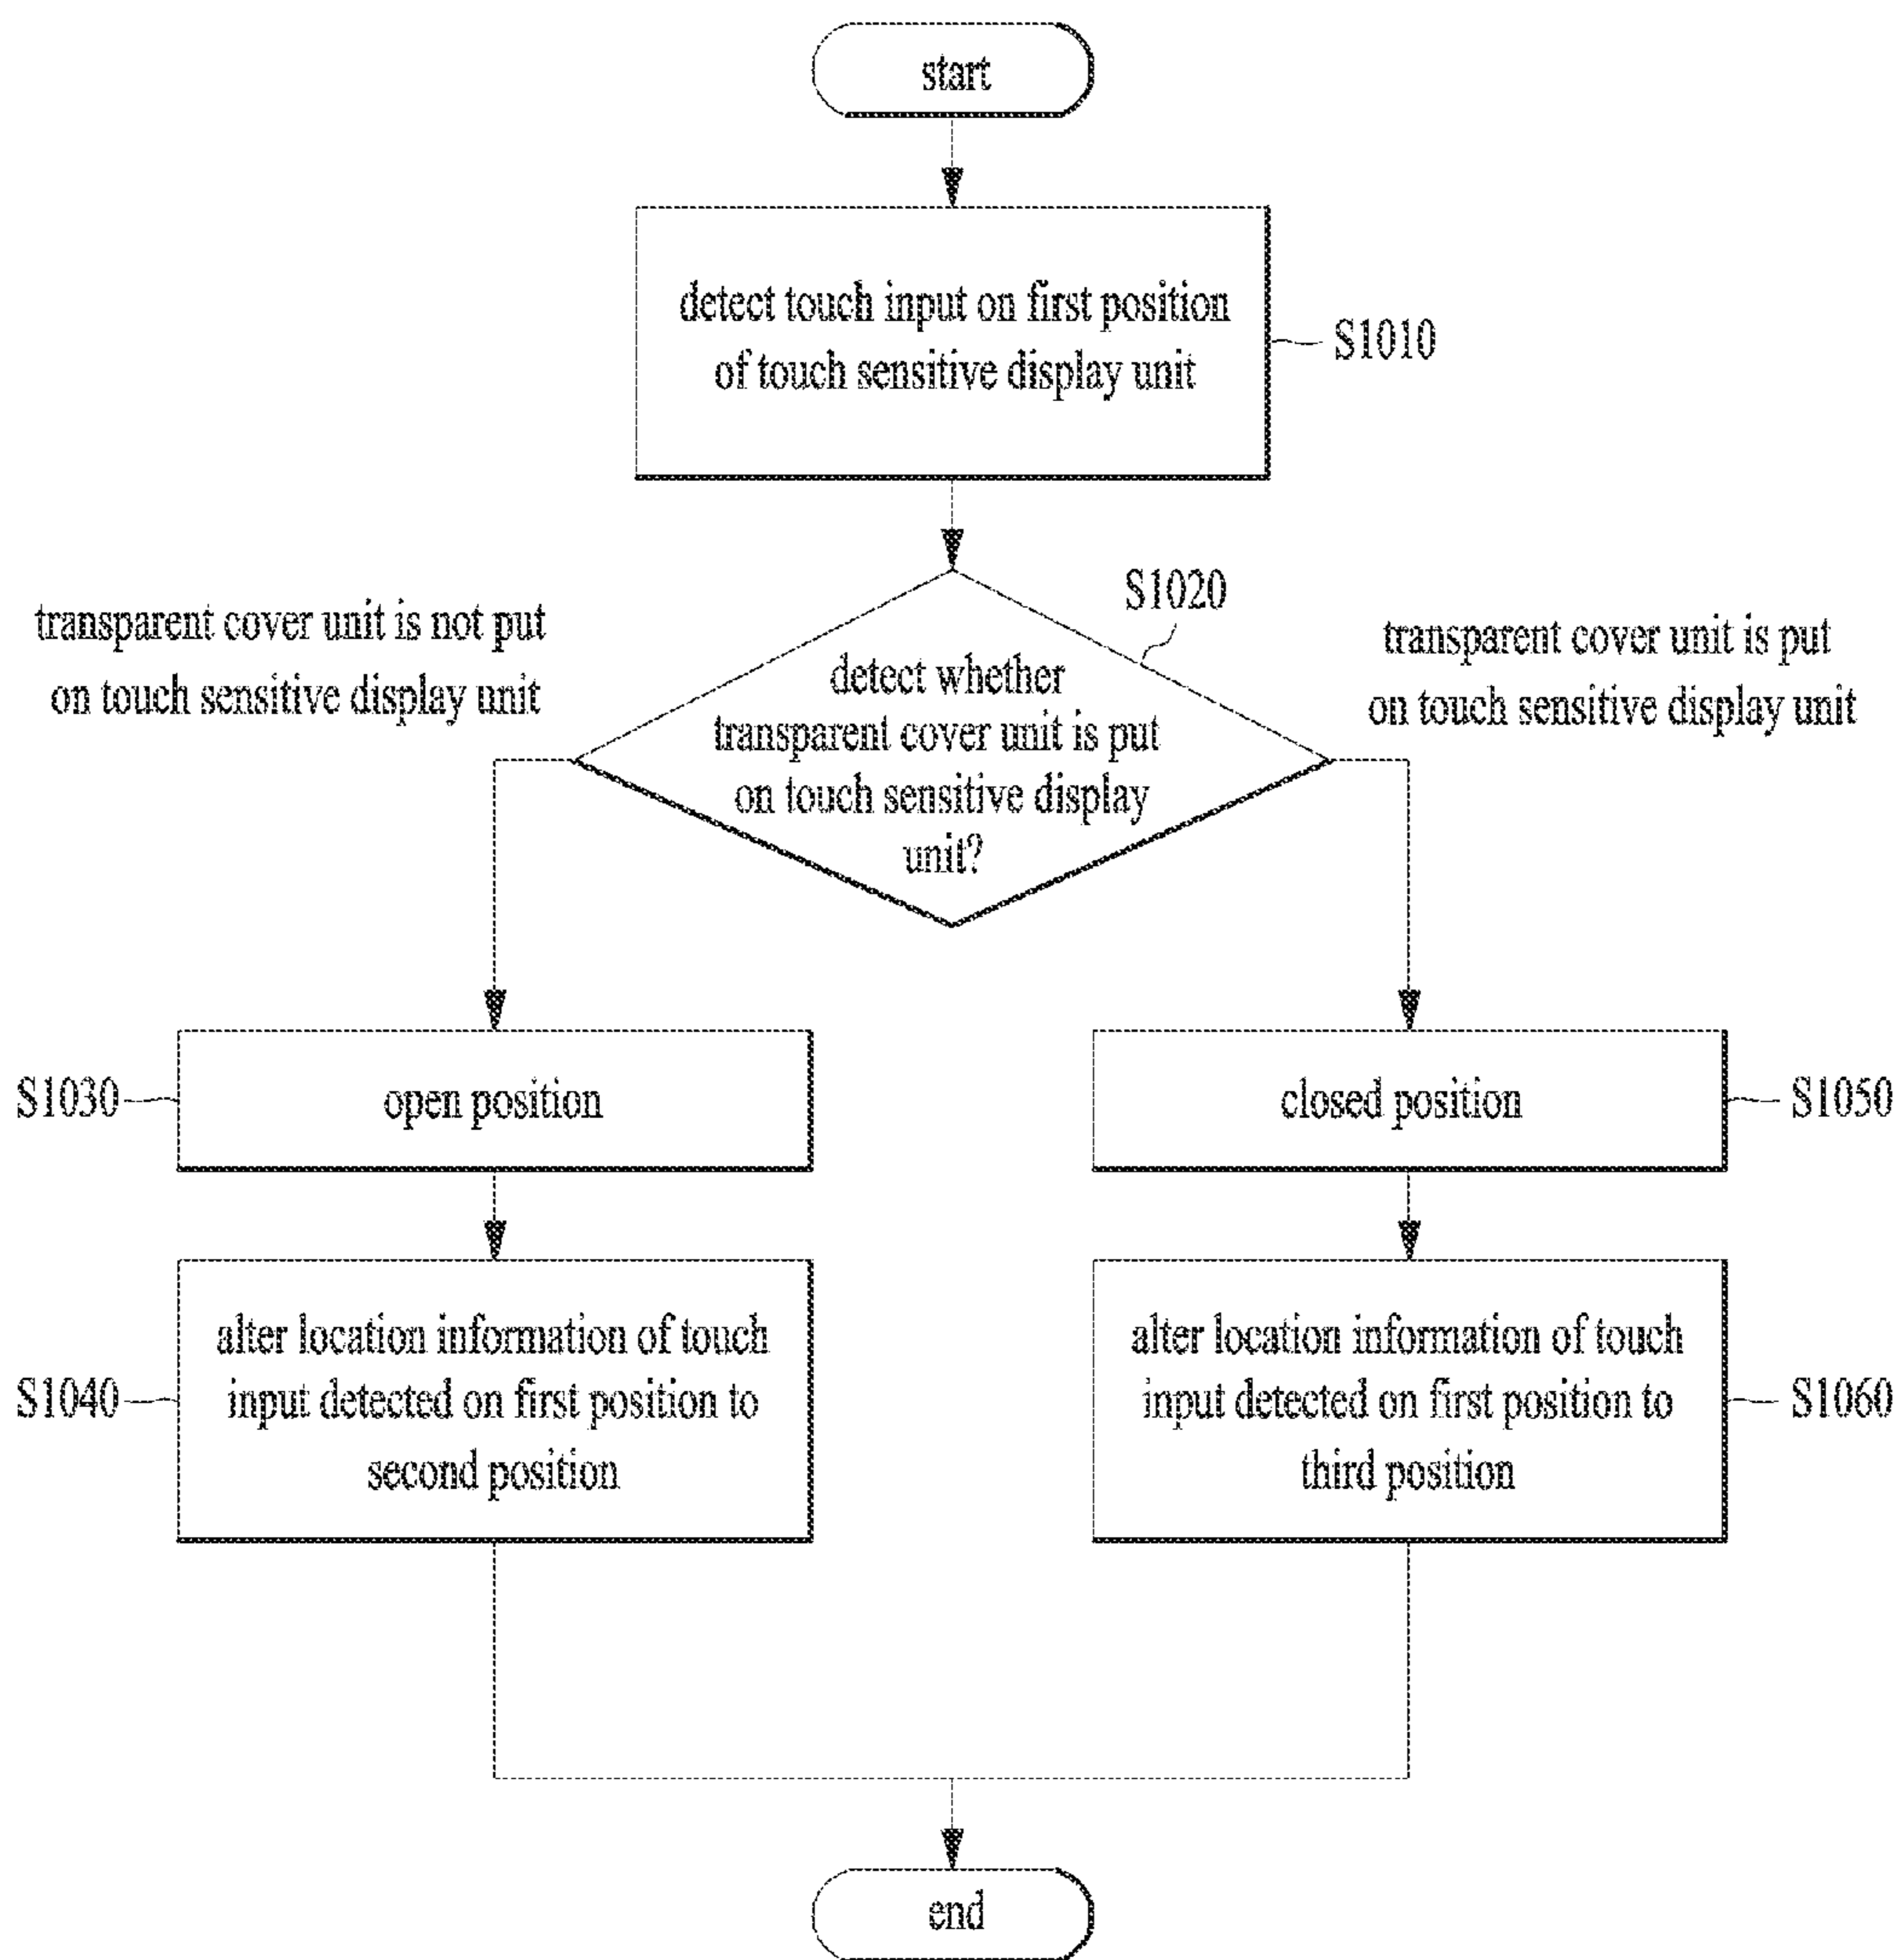 start
detect touch input on first position
of touch sensitive display unit
S1010
S1020
transparent cover unit is not put
on touch sensitive display unit
detect whether
transparent cover unit is put
on touch sensitive display
unit?
transparent cover unit is put
on touch sensitive display unit
S1030
open position
closed position
S1050
S1040
alter location information of touch
input detected on first position to
second position
alter location information of touch
input detected on first position to
third position
S1060
end